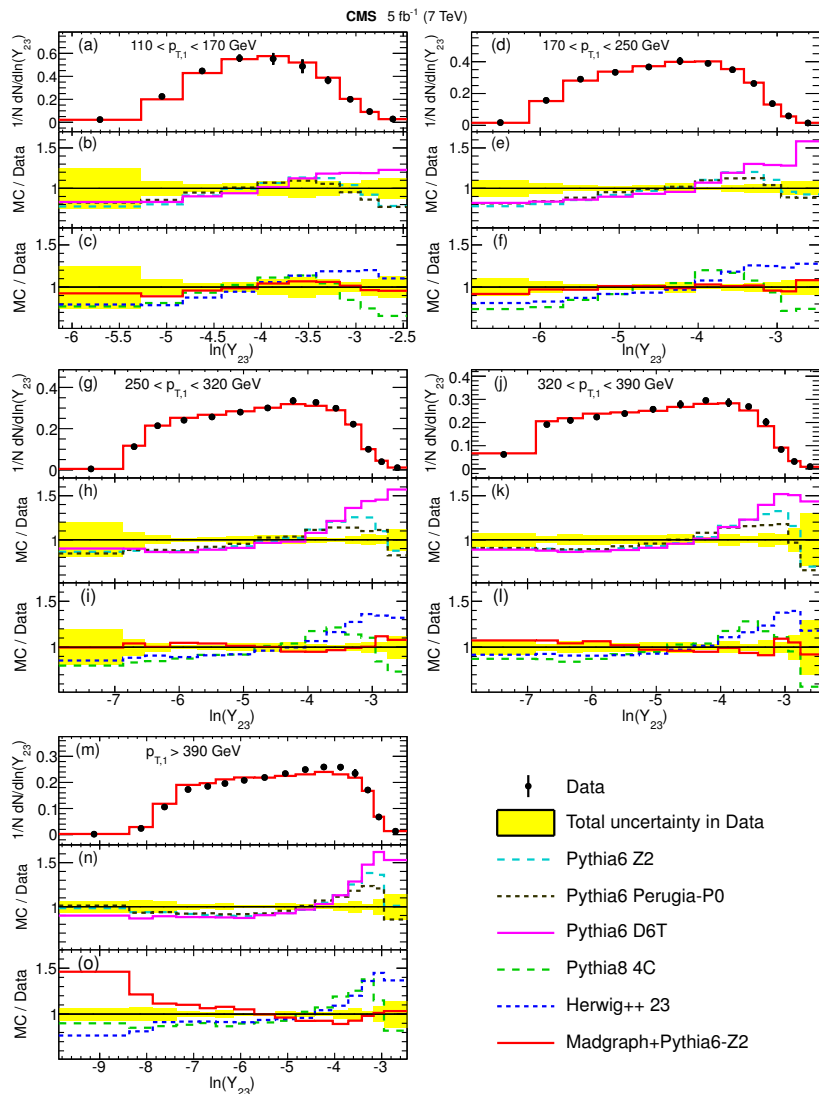 CMS 5 fb⁻¹ (7 TeV)
(a) 110 < p_T,1 < 170 GeV
1/N dN/dln(Y_23)
0.6
0.4
0.2
0
(b)
MC / Data
1.5
1
(c)
MC / Data
1.5
1
-6 -5.5 -5 -4.5 -4 -3.5 -3 -2.5
ln(Y_23)
(d) 170 < p_T,1 < 250 GeV
1/N dN/dln(Y_23)
0.4
0.2
0
(e)
MC / Data
1.5
1
(f)
MC / Data
1.5
1
-6 -5 -4 -3
ln(Y_23)
(g) 250 < p_T,1 < 320 GeV
1/N dN/dln(Y_23)
0.4
0.2
0
(h)
MC / Data
1.5
1
(i)
MC / Data
1.5
1
-7 -6 -5 -4 -3
ln(Y_23)
(j) 320 < p_T,1 < 390 GeV
1/N dN/dln(Y_23)
0.3
0.2
0.1
0
(k)
MC / Data
1.5
1
(l)
MC / Data
1.5
1
-7 -6 -5 -4 -3
ln(Y_23)
(m) p_T,1 > 390 GeV
1/N dN/dln(Y_23)
0.3
0.2
0.1
0
(n)
MC / Data
1.5
1
(o)
MC / Data
1.5
1
-9 -8 -7 -6 -5 -4 -3
ln(Y_23)
Data
Total uncertainty in Data
Pythia6 Z2
Pythia6 Perugia-P0
Pythia6 D6T
Pythia8 4C
Herwig++ 23
Madgraph+Pythia6-Z2